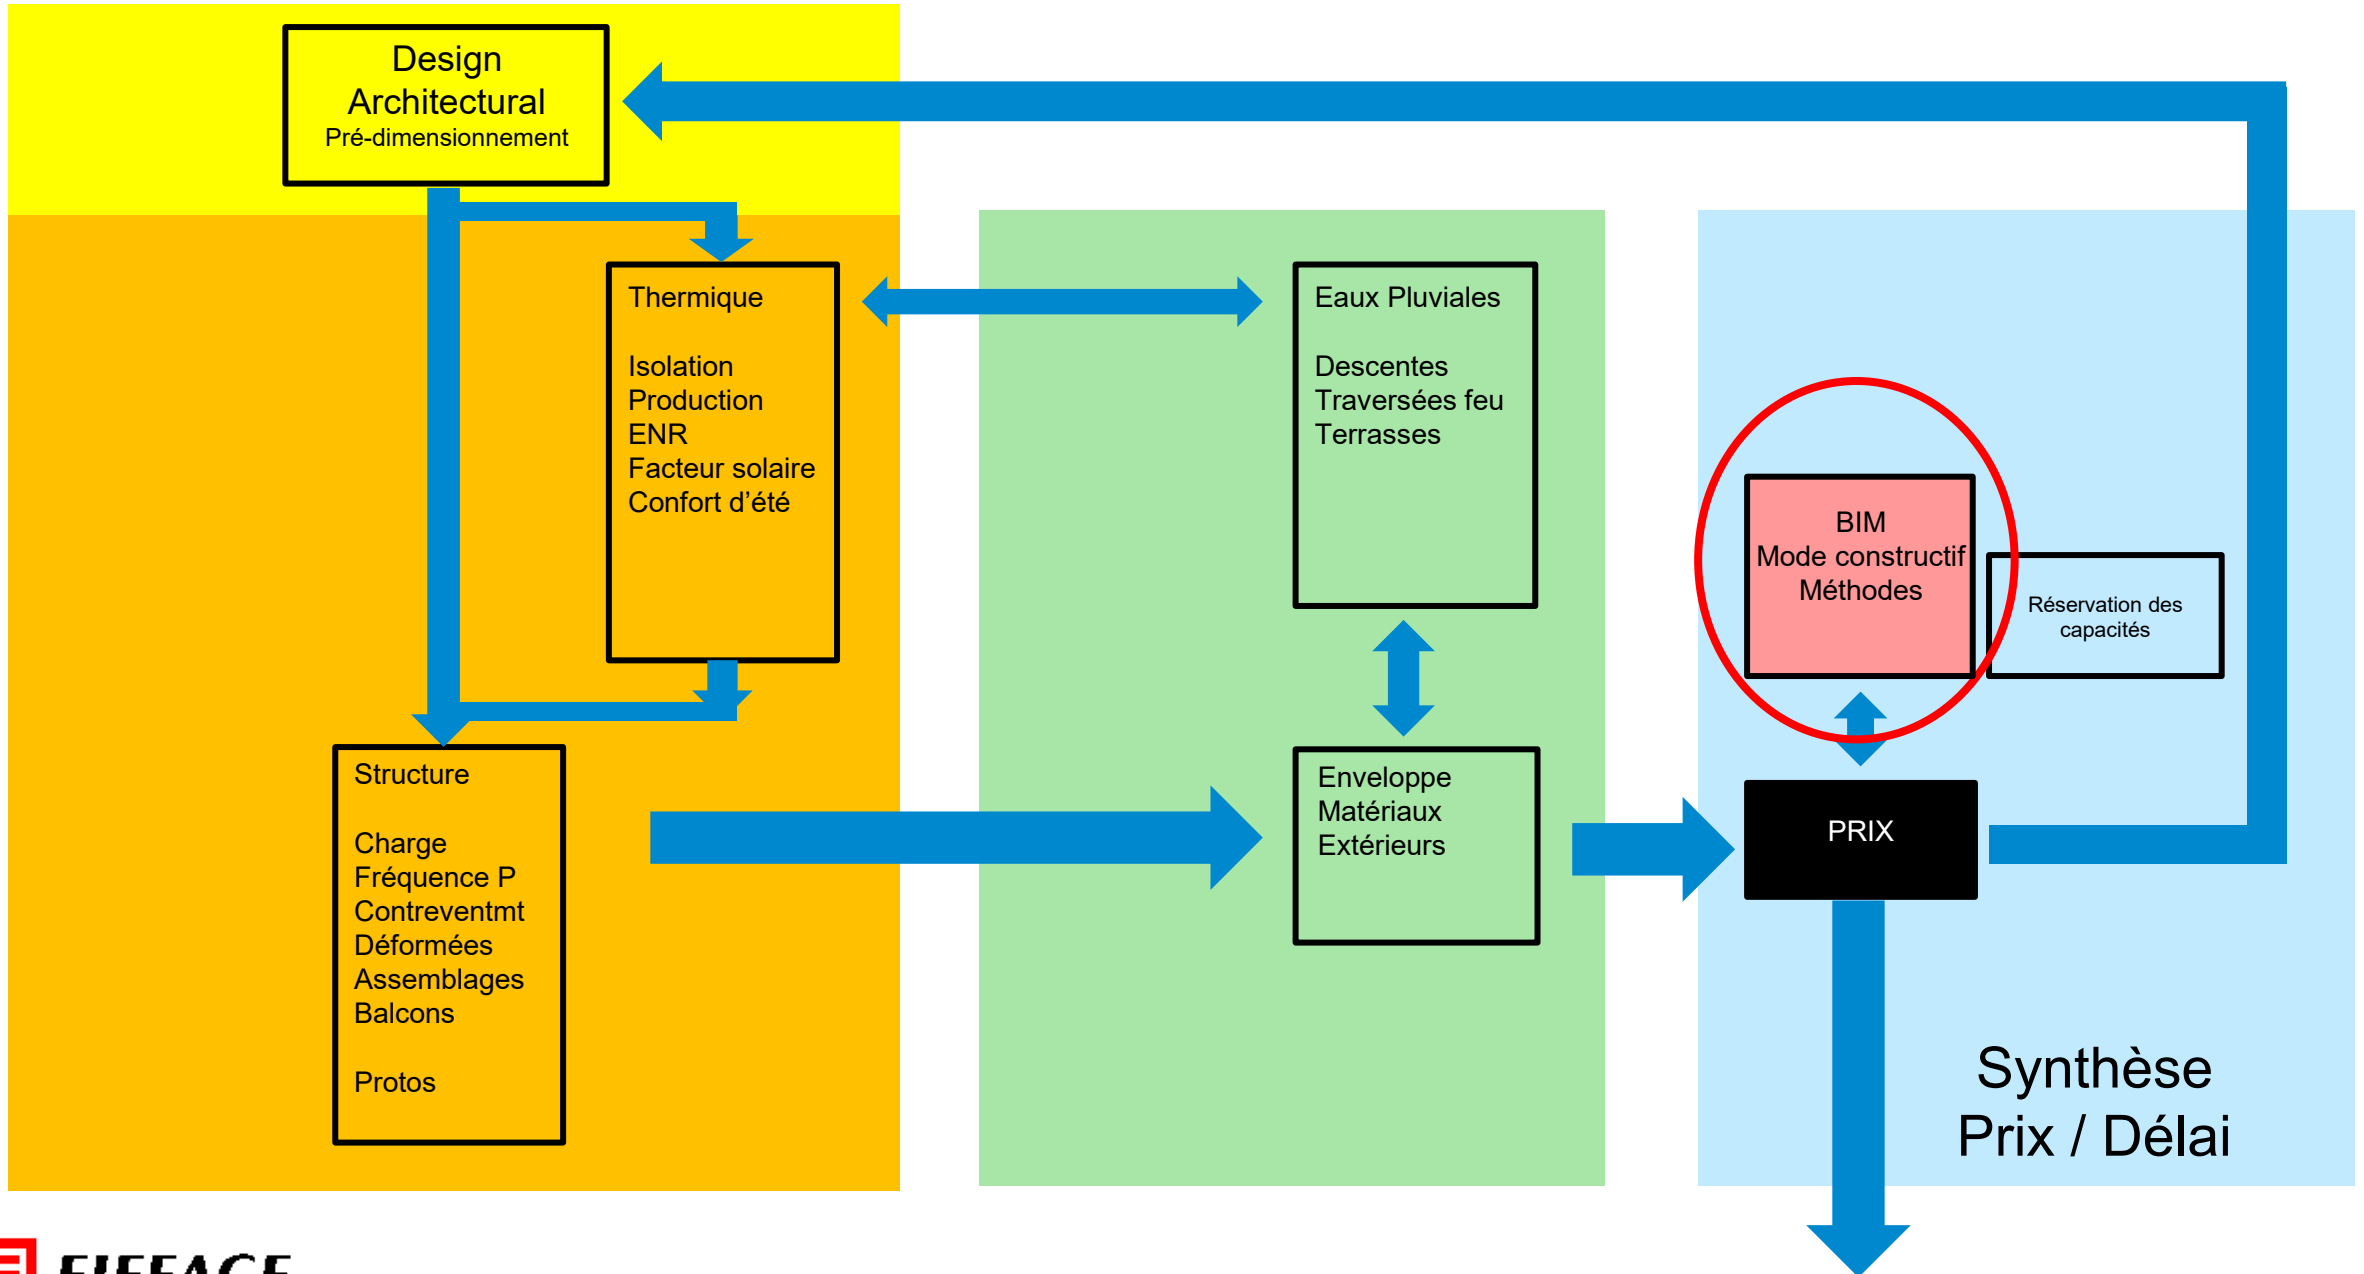 Design
Architectural
Pré-dimensionnement
Thermique
Isolation
Production
ENR
Facteur solaire
Confort d’été
Structure
Charge
Fréquence P
Contreventmt
Déformées
Assemblages
Balcons
Protos
Eaux Pluviales
Descentes
Traversées feu
Terrasses
Enveloppe
Matériaux
Extérieurs
BIM
Mode constructif
Méthodes
Réservation des
capacités
PRIX
Synthèse
Prix / Délai
EIFFAGE